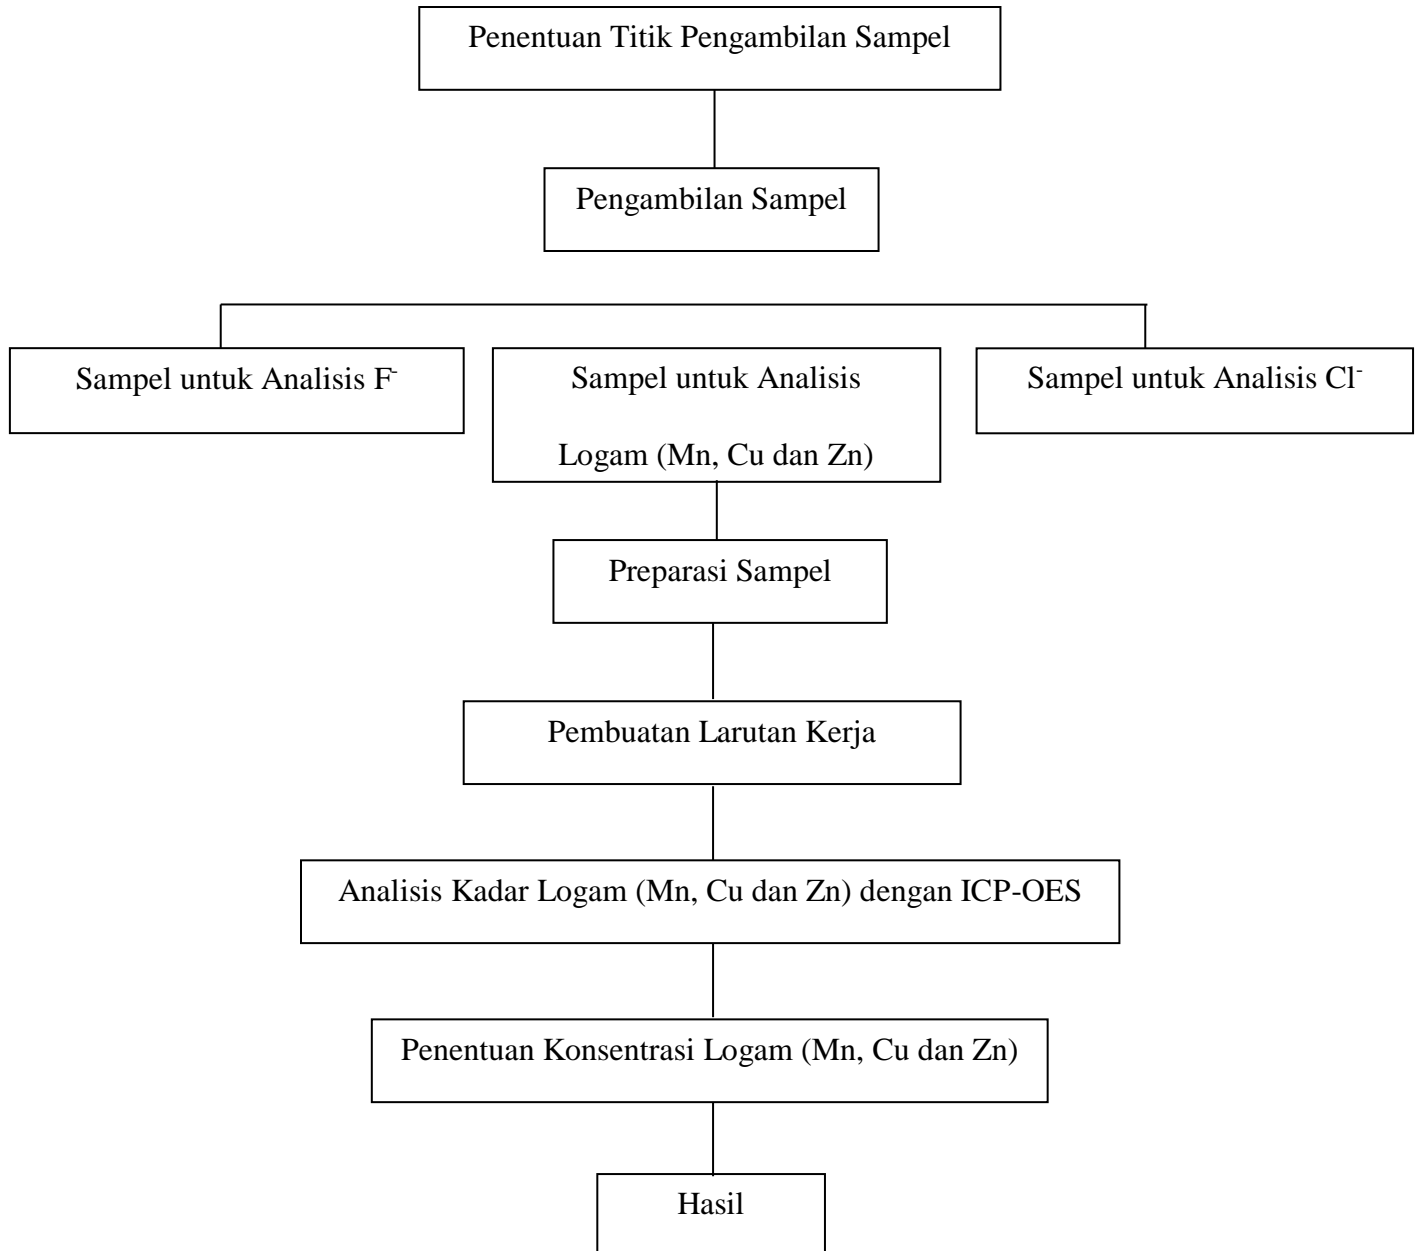 Penentuan Titik Pengambilan Sampel
Pengambilan Sampel
Sampel untuk Analisis F⁻
Sampel untuk Analisis
Logam (Mn, Cu dan Zn)
Sampel untuk Analisis Cl⁻
Preparasi Sampel
Pembuatan Larutan Kerja
Analisis Kadar Logam (Mn, Cu dan Zn) dengan ICP-OES
Penentuan Konsentrasi Logam (Mn, Cu dan Zn)
Hasil